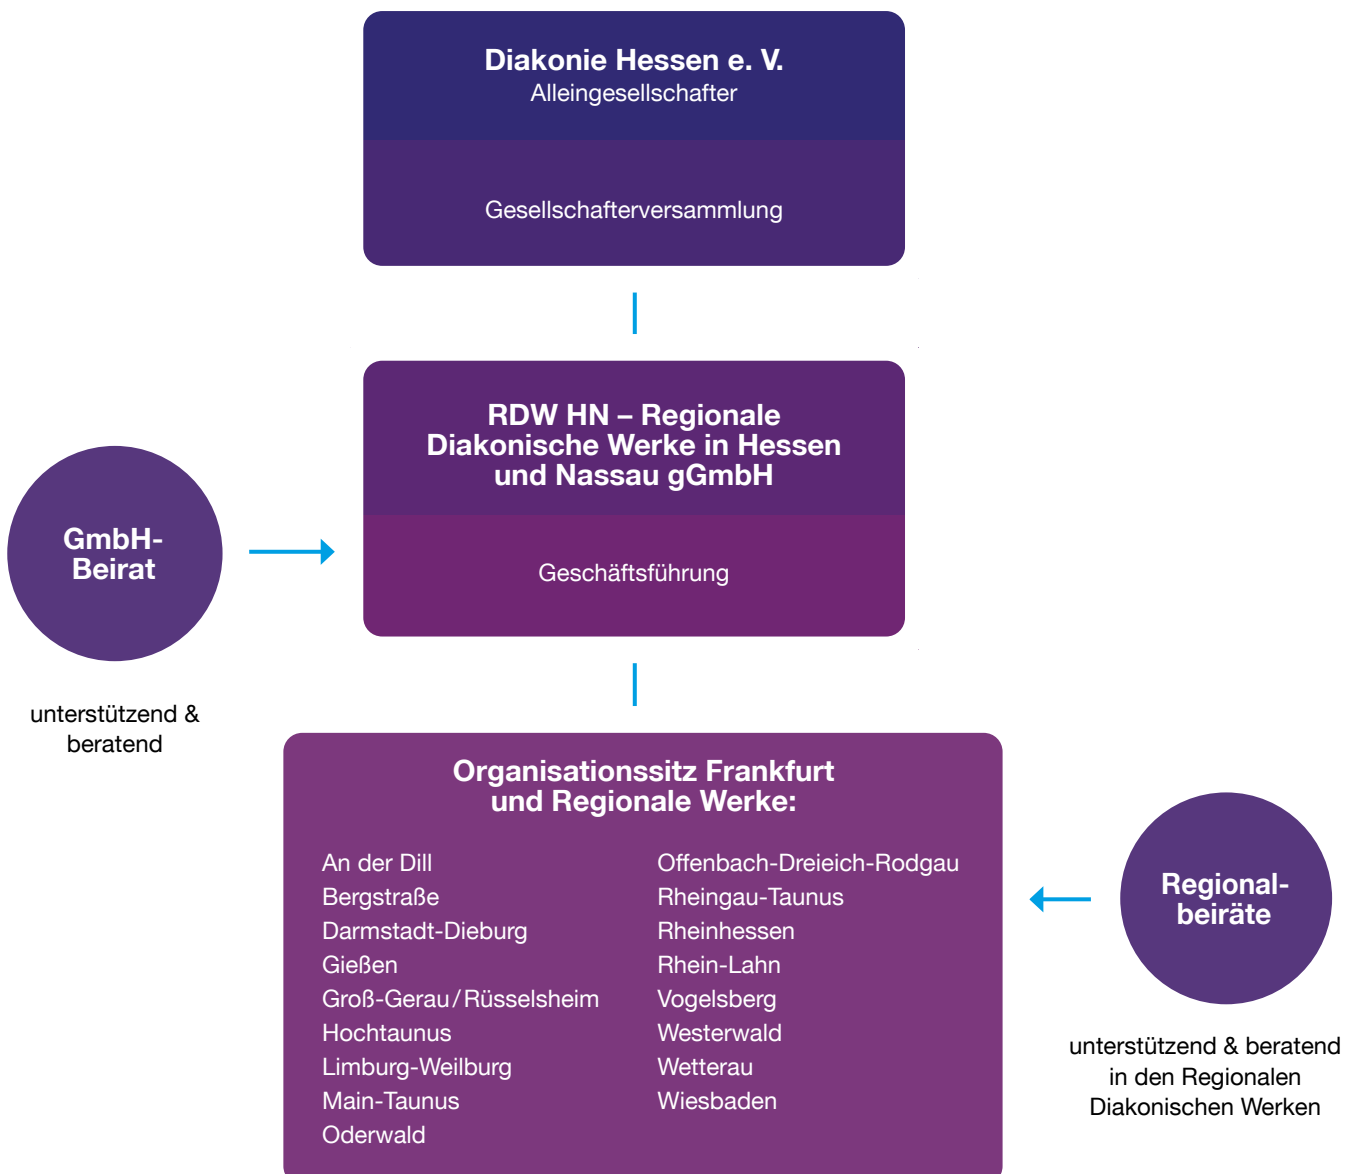 Diakonie Hessen e. V.
Alleingesellschafter
Gesellschafterversammlung
RDW HN – Regionale
Diakonische Werke in Hessen
und Nassau gGmbH
Geschäftsführung
GmbH-
Beirat
unterstützend &
beratend
Organisationssitz Frankfurt
und Regionale Werke:
An der Dill
Bergstraße
Darmstadt-Dieburg
Gießen
Groß-Gerau/Rüsselsheim
Hochtaunus
Limburg-Weilburg
Main-Taunus
Oderwald
Offenbach-Dreieich-Rodgau
Rheingau-Taunus
Rheinhessen
Rhein-Lahn
Vogelsberg
Westerwald
Wetterau
Wiesbaden
Regional-
beiräte
unterstützend & beratend
in den Regionalen
Diakonischen Werken